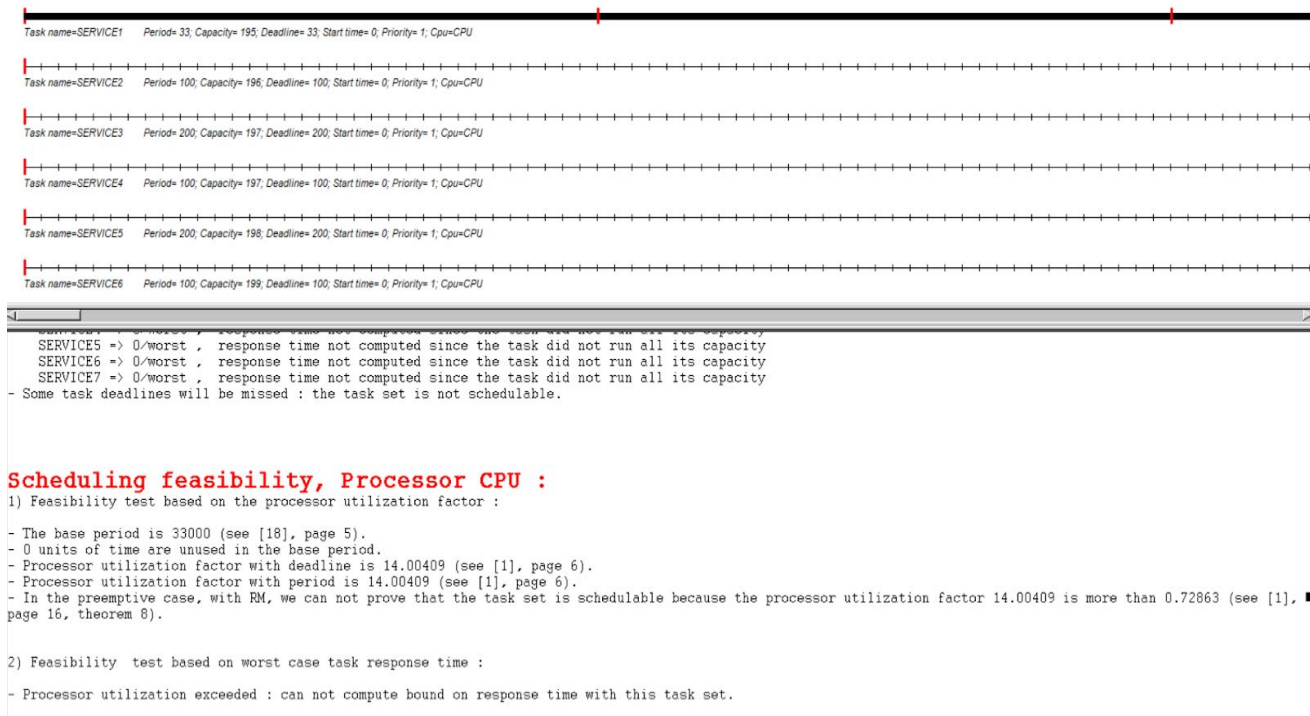 Task name=SERVICE1 Period= 33; Capacity= 195; Deadline= 33; Start time= 0; Priority= 1; Cpu=CPU
Task name=SERVICE2 Period= 100; Capacity= 196; Deadline= 100; Start time= 0; Priority= 1; Cpu=CPU
Task name=SERVICE3 Period= 200; Capacity= 197; Deadline= 200; Start time= 0; Priority= 1; Cpu=CPU
Task name=SERVICE4 Period= 100; Capacity= 197; Deadline= 100; Start time= 0; Priority= 1; Cpu=CPU
Task name=SERVICE5 Period= 200; Capacity= 198; Deadline= 200; Start time= 0; Priority= 1; Cpu=CPU
Task name=SERVICE6 Period= 100; Capacity= 199; Deadline= 100; Start time= 0; Priority= 1; Cpu=CPU
response time not computed since the task did not run all its capacity
SERVICE5 => 0/worst , response time not computed since the task did not run all its capacity
SERVICE6 => 0/worst , response time not computed since the task did not run all its capacity
SERVICE7 => 0/worst , response time not computed since the task did not run all its capacity
- Some task deadlines will be missed : the task set is not schedulable.
Scheduling feasibility, Processor CPU :
1) Feasibility test based on the processor utilization factor :
- The base period is 33000 (see [18], page 5).
- 0 units of time are unused in the base period.
- Processor utilization factor with deadline is 14.00409 (see [1], page 6).
- Processor utilization factor with period is 14.00409 (see [1], page 6).
- In the preemptive case, with RM, we can not prove that the task set is schedulable because the processor utilization factor 14.00409 is more than 0.72863 (see [1],
page 16, theorem 8).
2) Feasibility test based on worst case task response time :
- Processor utilization exceeded : can not compute bound on response time with this task set.